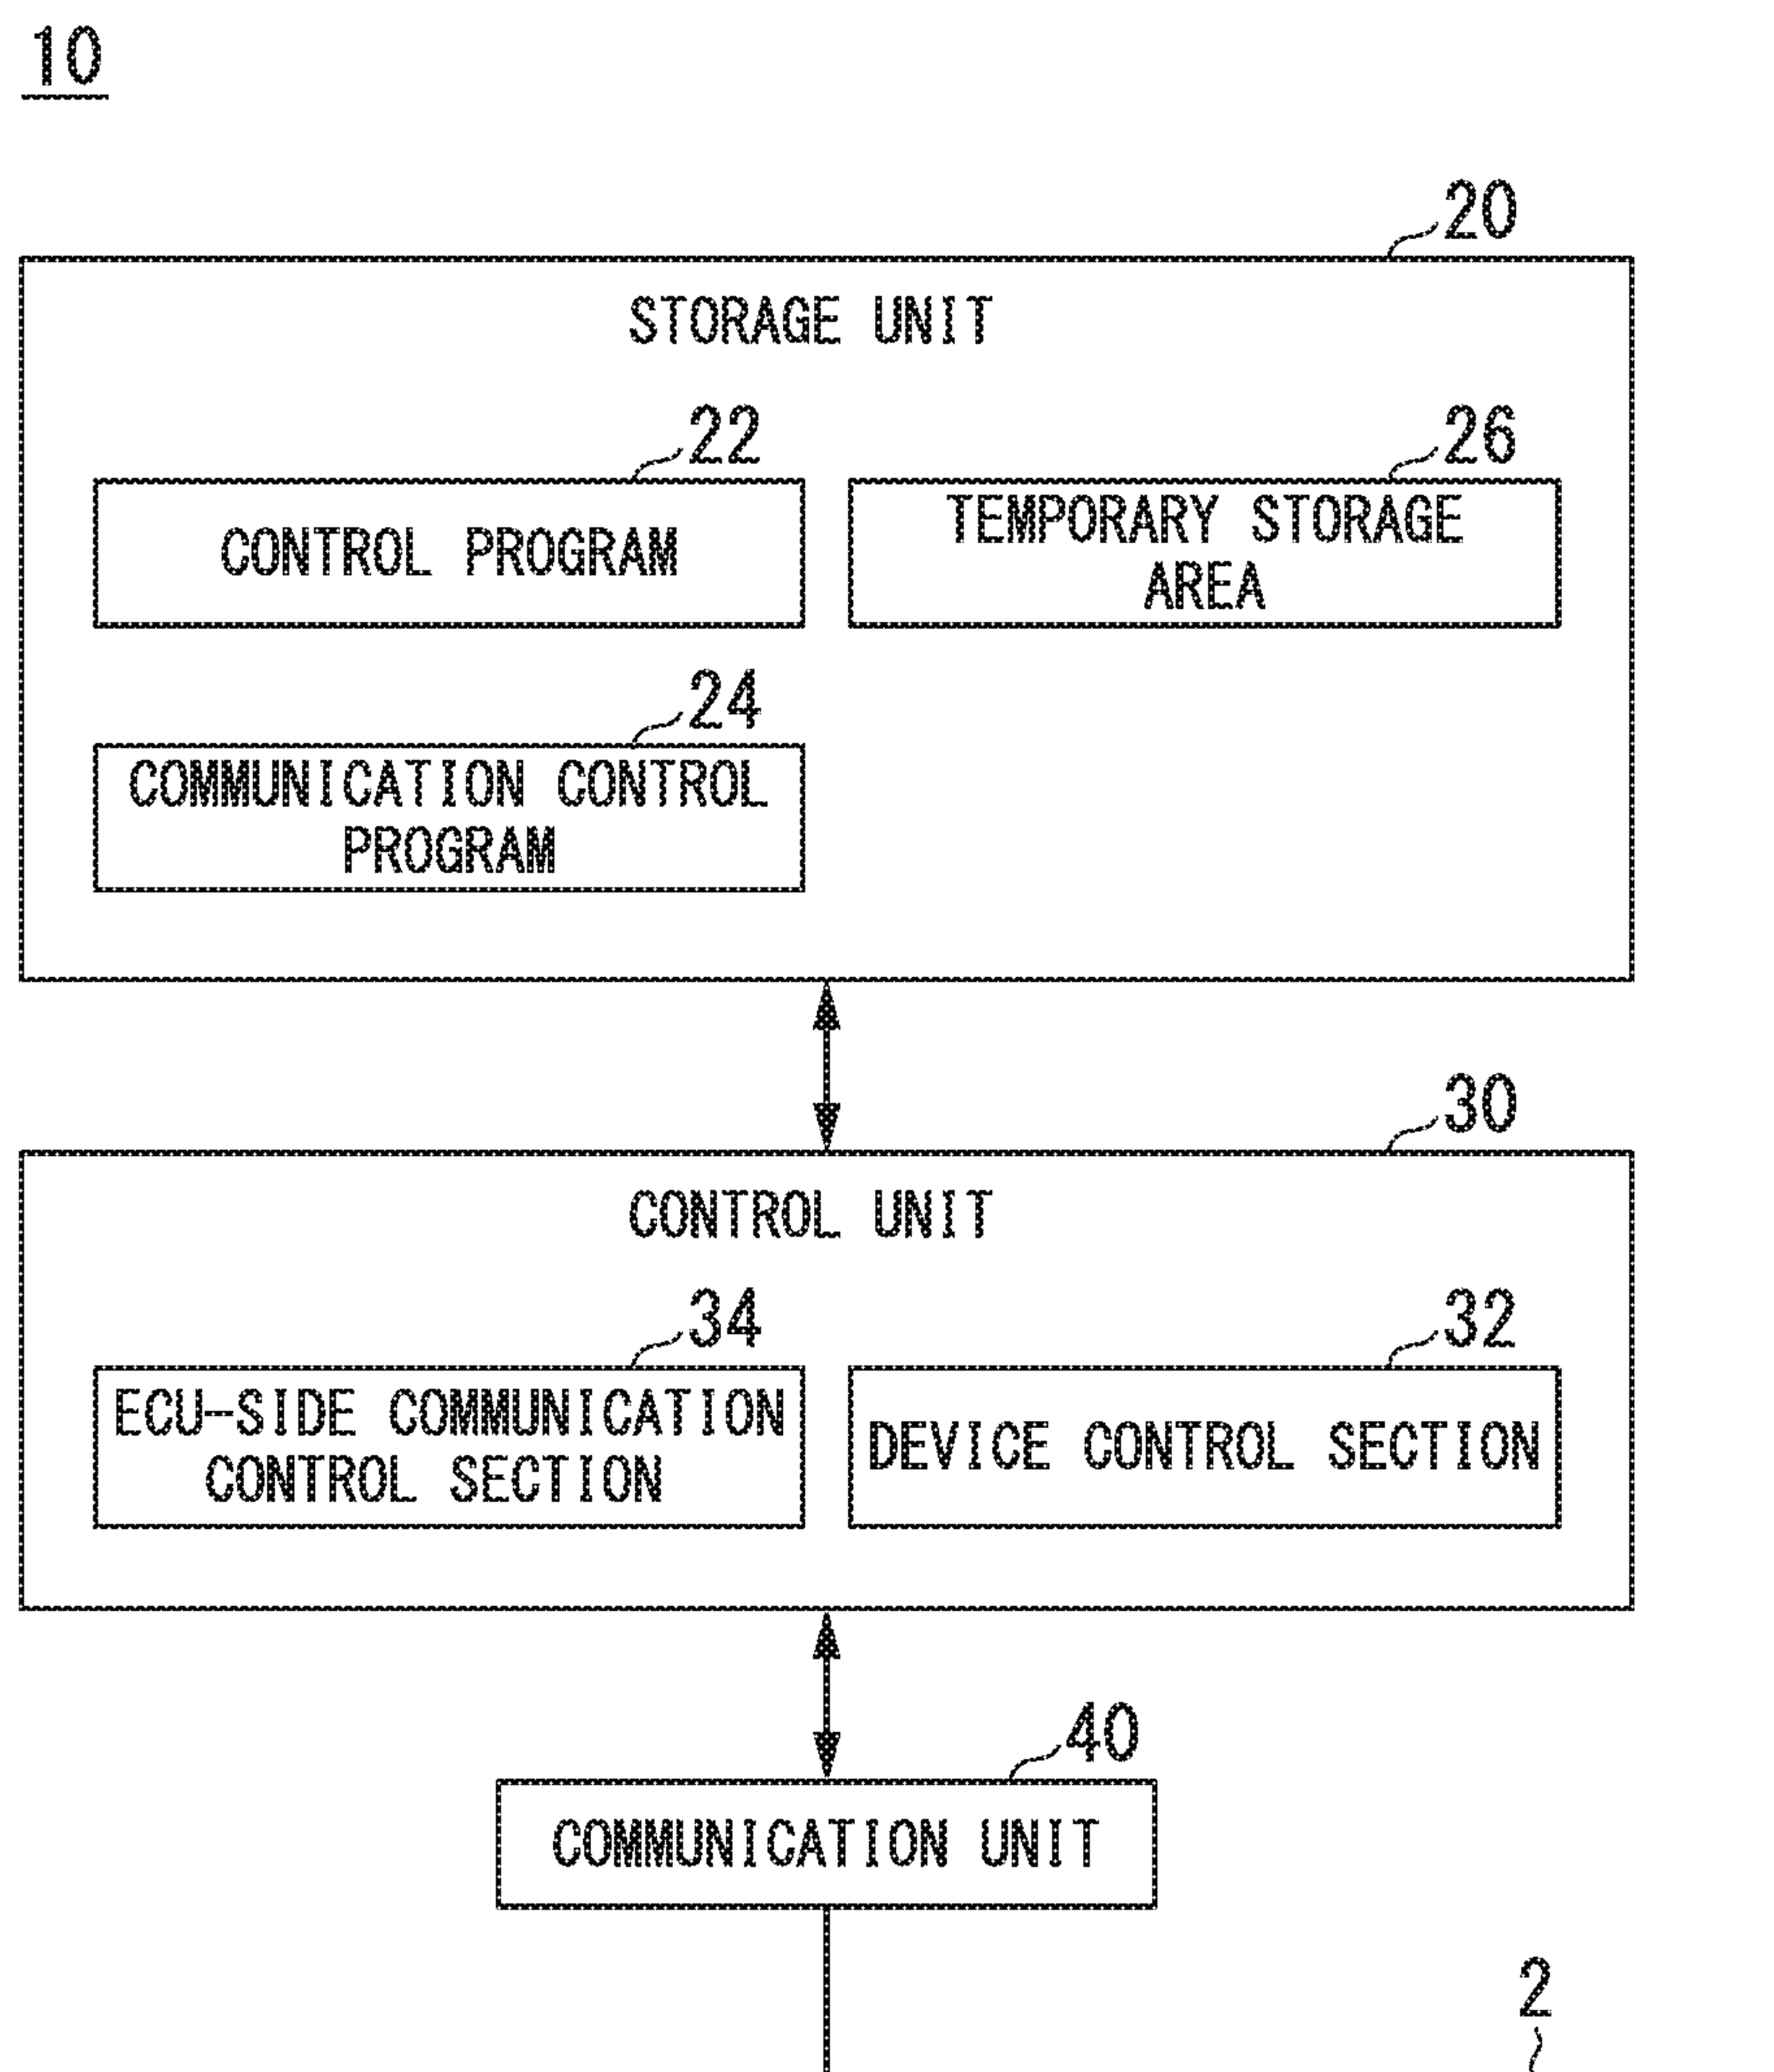 10
20
STORAGE UNIT
22
26
CONTROL PROGRAM
TEMPORARY STORAGE
AREA
24
COMMUNICATION CONTROL
PROGRAM
30
CONTROL UNIT
34
32
ECU-SIDE COMMUNICATION
CONTROL SECTION
DEVICE CONTROL SECTION
40
COMMUNICATION UNIT
2